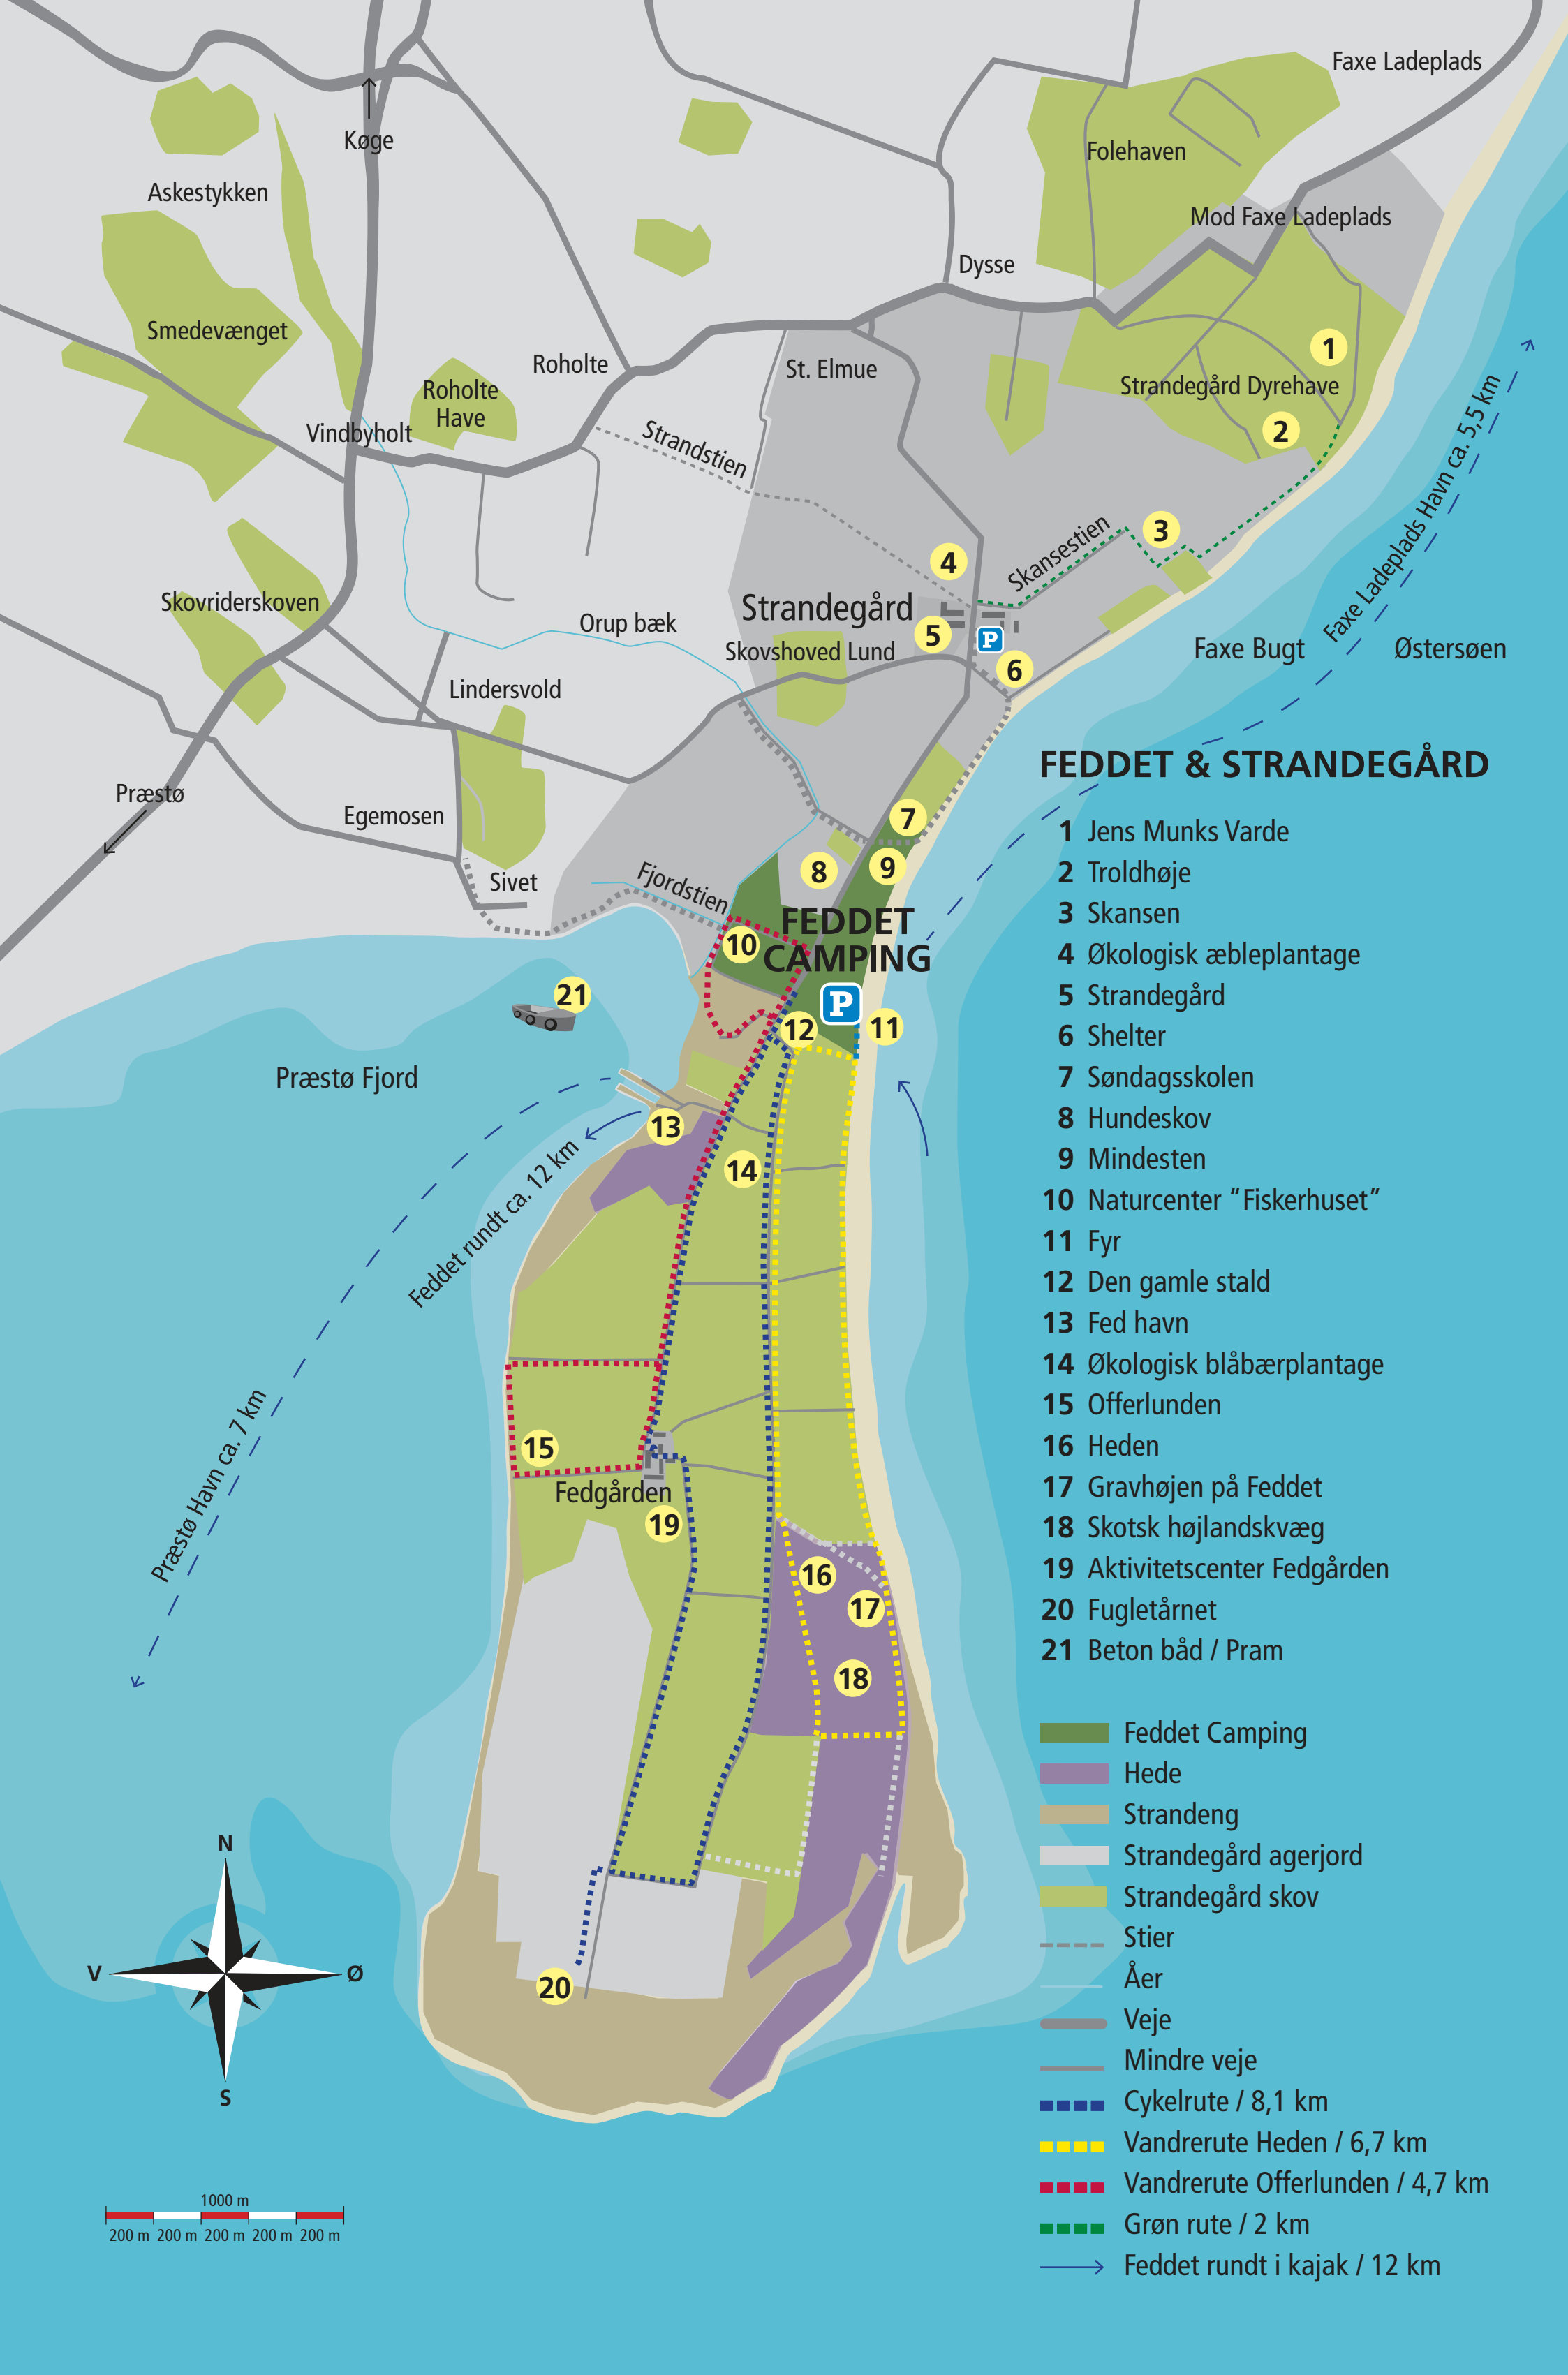 Faxe Ladeplads
Køge
Folehaven
Askestykken
Mod Faxe Ladeplads
Dysse
Smedevænget
Roholte
St. Elmue
1
Strandegård Dyrehave
Roholte
Have
Vindbyholt
2
Strandstien
Faxe Ladeplads Havn ca. 5,5 km
3
Skansestien
4
Skovriderskoven
Strandegård
Orup bæk
5
P
Skovshoved Lund
6
Faxe Bugt
Østersøen
Lindersvold
Præstø
Egemosen
7
8
9
Sivet
Fjordstien
FEDDET
CAMPING
10
21
P
11
12
Præstø Fjord
13
14
Feddet rundt ca. 12 km
Præstø Havn ca. 7 km
15
Fedgården
19
16
17
18
20
FEDDET & STRANDEGÅRD
1 Jens Munks Varde
2 Troldhøje
3 Skansen
4 Økologisk æbleplantage
5 Strandegård
6 Shelter
7 Søndagsskolen
8 Hundeskov
9 Mindesten
10 Naturcenter “Fiskerhuset”
11 Fyr
12 Den gamle stald
13 Fed havn
14 Økologisk blåbærplantage
15 Offerlunden
16 Heden
17 Gravhøjen på Feddet
18 Skotsk højlandskvæg
19 Aktivitetscenter Fedgården
20 Fugletårnet
21 Beton båd / Pram
Feddet Camping
Hede
Strandeng
Strandegård agerjord
Strandegård skov
Stier
Åer
Veje
Mindre veje
Cykelrute / 8,1 km
Vandrerute Heden / 6,7 km
Vandrerute Offerlunden / 4,7 km
Grøn rute / 2 km
Feddet rundt i kajak / 12 km
N
V
Ø
S
1000 m
200 m 200 m 200 m 200 m 200 m